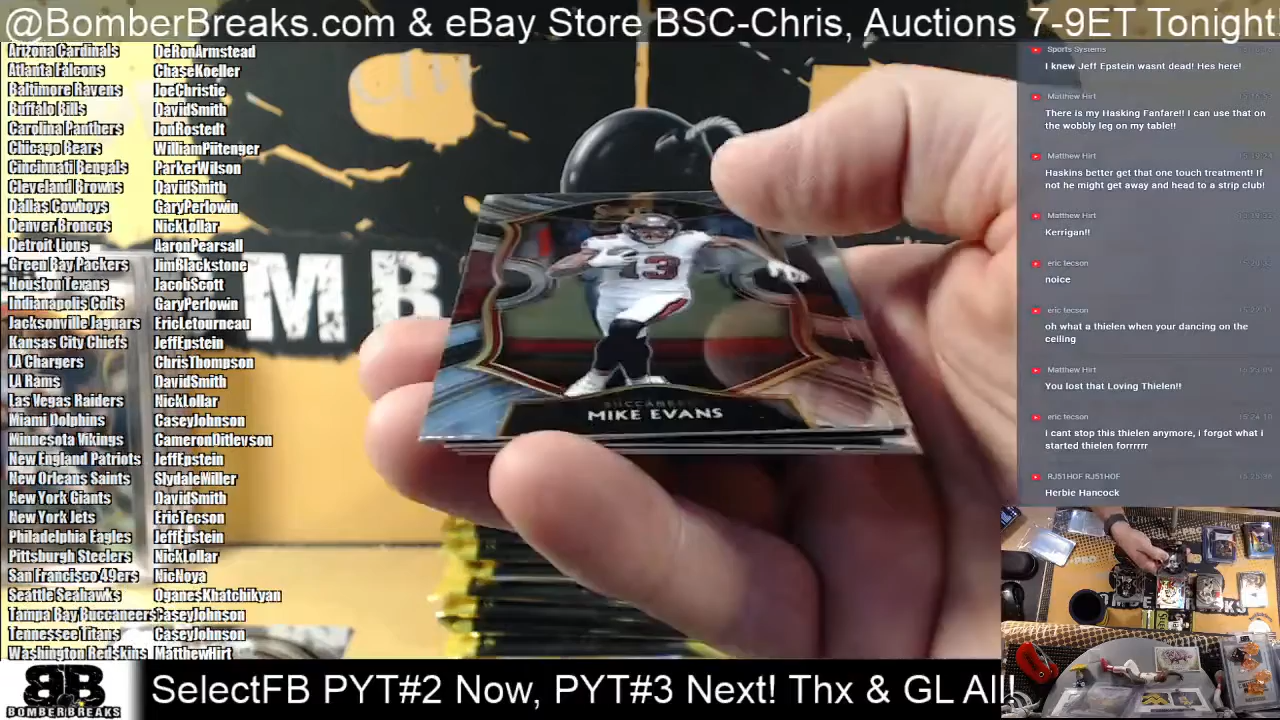 @BomberBreaks.com & eBay Store BSC-Chris, Auctions 7-9ET Tonight!
Arizona Cardinals DeRonArmstead
Atlanta Falcons ChaseKoeller
Baltimore Ravens JoeChristie
Buffalo Bills DavidSmith
Carolina Panthers JonRostedt
Chicago Bears WilliamPiitenger
Cincinnati Bengals ParkerWilson
Cleveland Browns DavidSmith
Dallas Cowboys GaryPerlowin
Denver Broncos NickLollar
Detroit Lions AaronPearsall
Green Bay Packers JimBlackstone
Houston Texans JacobScott
Indianapolis Colts GaryPerlowin
Jacksonville Jaguars EricLetourneau
Kansas City Chiefs JeffEpstein
LA Chargers ChrisThompson
LA Rams DavidSmith
Las Vegas Raiders NickLollar
Miami Dolphins CaseyJohnson
Minnesota Vikings CameronDitlevson
New England Patriots JeffEpstein
New Orleans Saints SlydaleMiller
New York Giants DavidSmith
New York Jets EricTecson
Philadelphia Eagles JeffEpstein
Pittsburgh Steelers NickLollar
San Francisco 49ers NicNoya
Seattle Seahawks OganesKhatchikyan
Tampa Bay Buccaneers CaseyJohnson
Tennessee Titans CaseyJohnson
Washington Redskins MatthewHirt
MB
13
BUCCANEERS
MIKE EVANS
Sports Systems
I knew Jeff Epstein wasnt dead! Hes here!
Matthew Hirt
There is my Hasking Fanfare!! I can use that on
the wobbly leg on my table!!
Matthew Hirt
Haskins better get that one touch treatment! If
not he might get away and head to a strip club!
Matthew Hirt
Kerrigan!!
eric tecson
noice
eric tecson
oh what a thielen when your dancing on the
ceiling
Matthew Hirt
You lost that Loving Thielen!!
eric tecson
i cant stop this thielen anymore, i forgot what i
started thielen forrrrrr
RJ51HOF RJ51HOF
Herbie Hancock
BB
BOMBERBREAKS
SelectFB PYT#2 Now, PYT#3 Next! Thx & GL All!